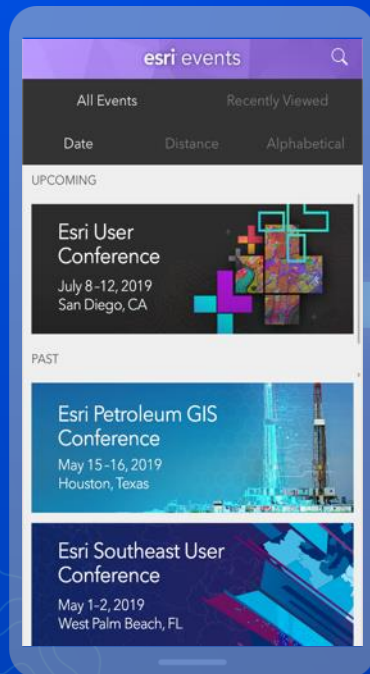 esri events
All Events Recently Viewed
Date Distance Alphabetical
UPCOMING
Esri User
Conference
July 8-12, 2019
San Diego, CA
PAST
Esri Petroleum GIS
Conference
May 15-16, 2019
Houston, Texas
Esri Southeast User
Conference
May 1-2, 2019
West Palm Beach, FL